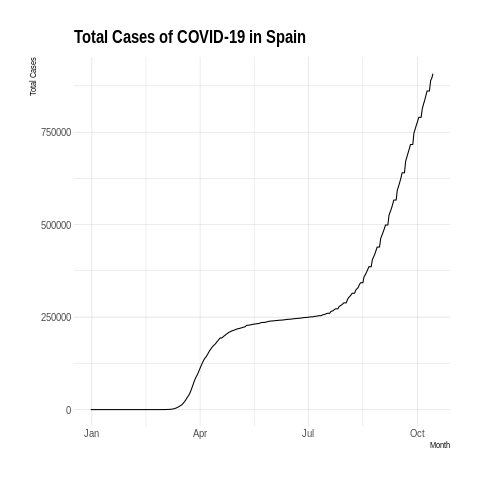 Total Cases of COVID-19 in Spain
Total Cases
750000
500000
250000
0
Jan Apr Jul Oct
Month